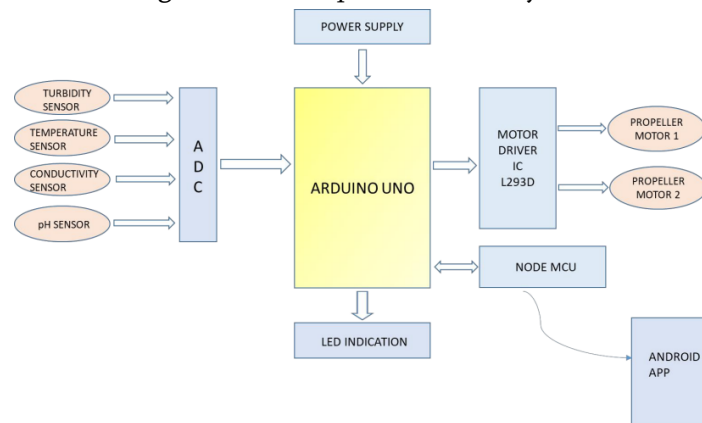 POWER SUPPLY
TURBIDITY
SENSOR
TEMPERATURE
SENSOR
CONDUCTIVITY
SENSOR
pH SENSOR
A
D
C
ARDUINO UNO
MOTOR
DRIVER
IC
L293D
PROPELLER
MOTOR 1
PROPELLER
MOTOR 2
NODE MCU
LED INDICATION
ANDROID
APP